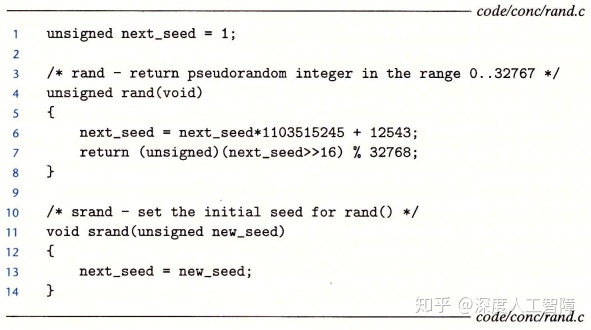 code/conc/rand.c
1 unsigned next_seed = 1;
2
3 /* rand - return pseudorandom integer in the range 0..32767 */
4 unsigned rand(void)
5 {
6 next_seed = next_seed*1103515245 + 12543;
7 return (unsigned)(next_seed>>16) % 32768;
8 }
9
10 /* srand - set the initial seed for rand() */
11 void srand(unsigned new_seed)
12 {
13 next_seed = new_seed;
14 }
知乎 @深度人工智障
code/conc/rand.c